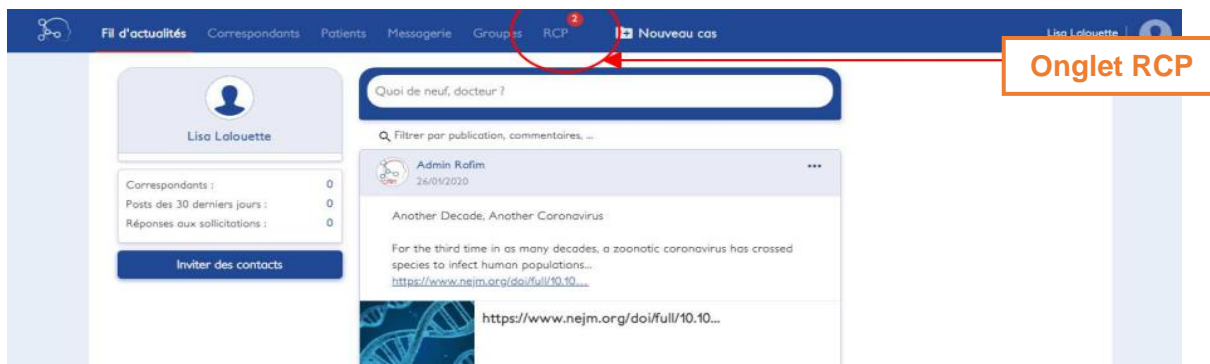 Fil d'actualités Correspondants Patients Messagerie Groupes RCP 2 Nouveau cas Lisa Lalouette
Onglet RCP
Quoi de neuf, docteur ?
Lisa Lalouette
Filtrer par publication, commentaires, ...
Admin Rofim
26/01/2020
Correspondants : 0
Posts des 30 derniers jours : 0
Réponses aux sollicitations : 0
Inviter des contacts
Another Decade, Another Coronavirus
For the third time in as many decades, a zoonotic coronavirus has crossed
species to infect human populations...
https://www.nejm.org/doi/full/10.10...
https://www.nejm.org/doi/full/10.10...